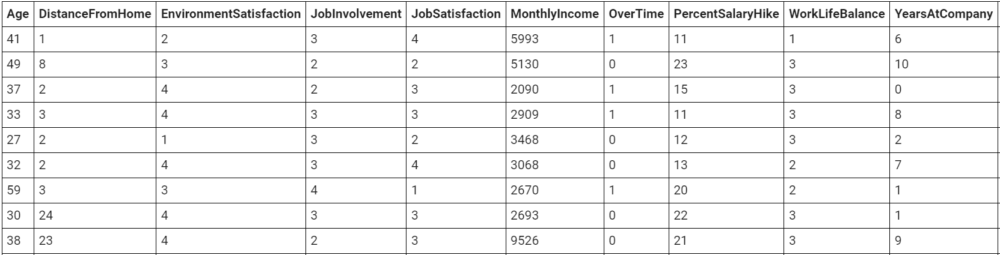 Age DistanceFromHome EnvironmentSatisfaction JobInvolvement JobSatisfaction MonthlyIncome OverTime PercentSalaryHike WorkLifeBalance YearsAtCompany
41 1 2 3 4 5993 1 11 1 6
49 8 3 2 2 5130 0 23 3 10
37 2 4 2 3 2090 1 15 3 0
33 3 4 3 3 2909 1 11 3 8
27 2 1 3 2 3468 0 12 3 2
32 2 4 3 4 3068 0 13 2 7
59 3 3 4 1 2670 1 20 2 1
30 24 4 3 3 2693 0 22 3 1
38 23 4 2 3 9526 0 21 3 9